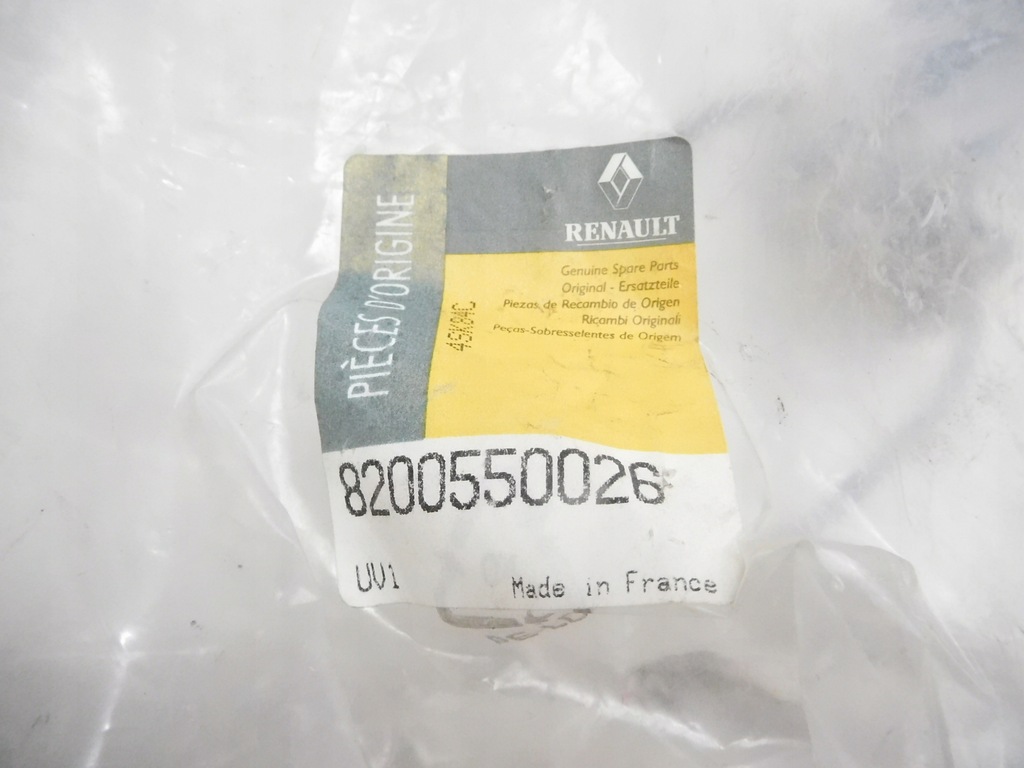 PIÈCES D'ORIGINE
RENAULT
Genuine Spare Parts
Original - Ersatzteile
Piezas de Recambio de Origen
Ricambi Originali
Peças-Sobresselentes de Origem
45K84C
8200550026
UV1
Made in France